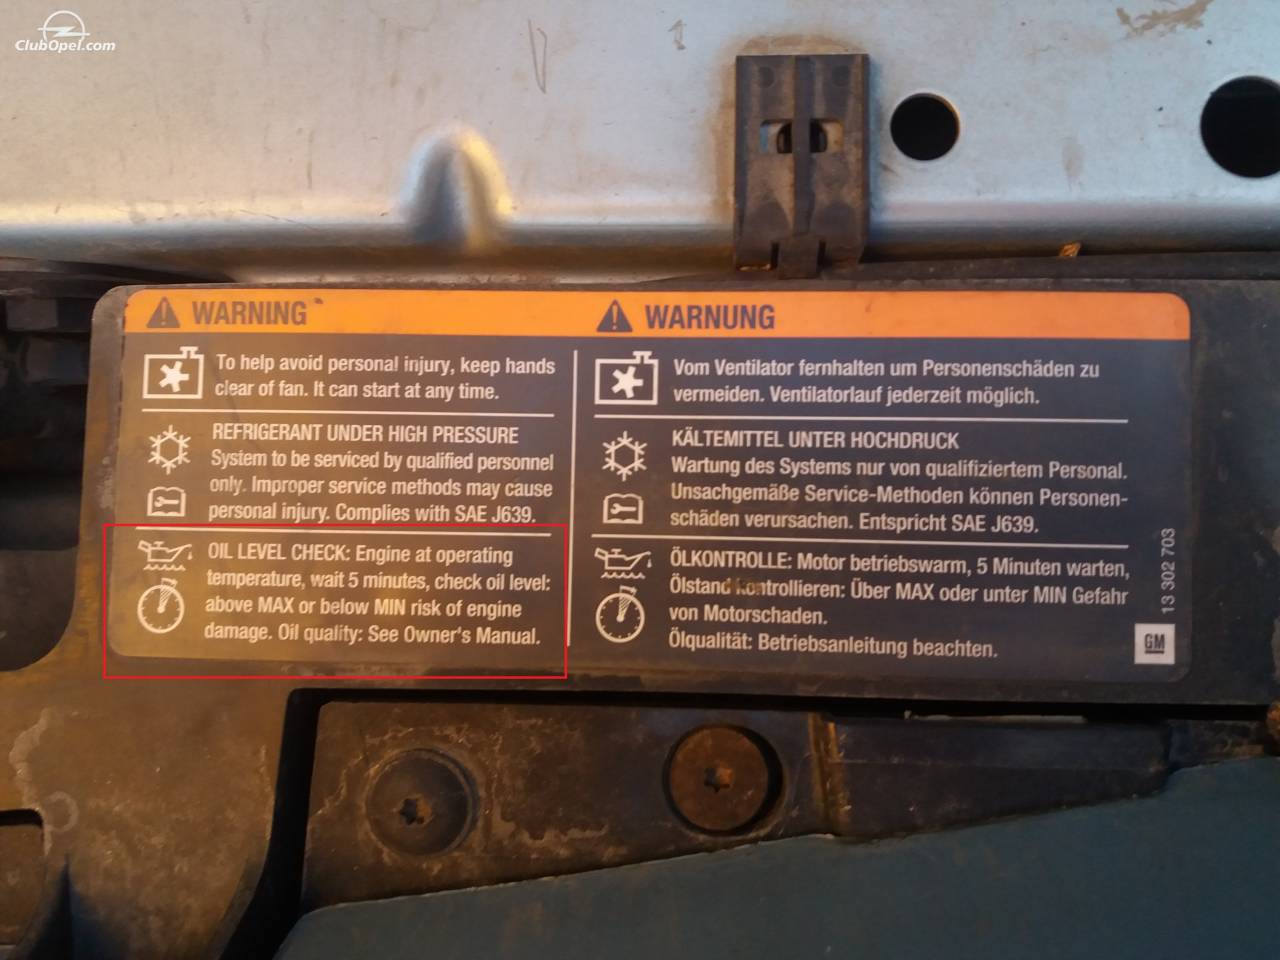 ClubOpel.com
WARNING
To help avoid personal injury, keep hands
clear of fan. It can start at any time.
REFRIGERANT UNDER HIGH PRESSURE
System to be serviced by qualified personnel
only. Improper service methods may cause
personal injury. Complies with SAE J639.
OIL LEVEL CHECK: Engine at operating
temperature, wait 5 minutes, check oil level:
above MAX or below MIN risk of engine
damage. Oil quality: See Owner's Manual.
WARNUNG
Vom Ventilator fernhalten um Personenschäden zu
vermeiden. Ventilatorlauf jederzeit möglich.
KÄLTEMITTEL UNTER HOCHDRUCK
Wartung des Systems nur von qualifiziertem Personal.
Unsachgemäße Service-Methoden können Personen-
schäden verursachen. Entspricht SAE J639.
ÖLKONTROLLE: Motor betriebswarm, 5 Minuten warten,
Ölstand kontrollieren: Über MAX oder unter MIN Gefahr
von Motorschaden.
Ölqualität: Betriebsanleitung beachten.
13 302 703
GM